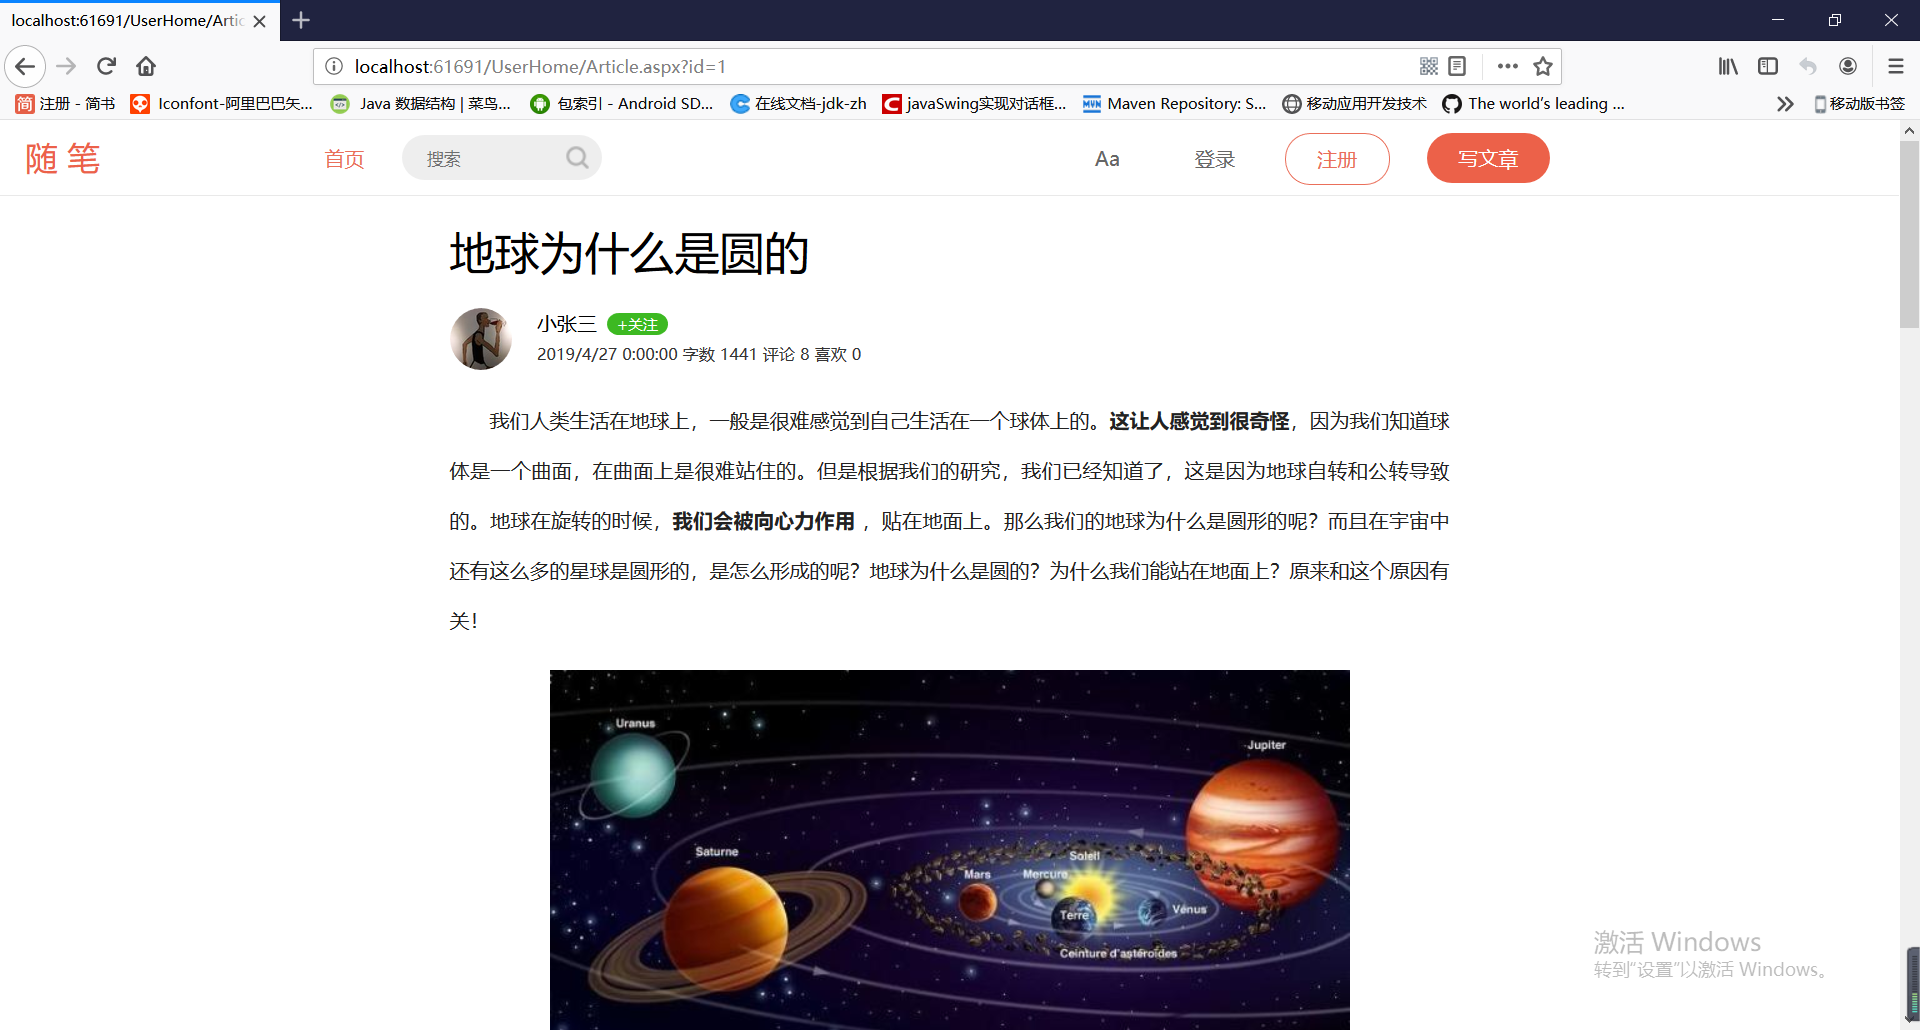 localhost:61691/UserHome/Artic
localhost:61691/UserHome/Article.aspx?id=1
简 注册 - 简书 Iconfont-阿里巴巴矢... Java 数据结构 | 菜鸟... 包索引 - Android SD... 在线文档-jdk-zh javaSwing实现对话框... MVN Maven Repository: S... 移动应用开发技术 The world's leading ... 移动版书签
随 笔 首页 搜索 Aa 登录 注册 写文章
地球为什么是圆的
小张三 +关注
2019/4/27 0:00:00 字数 1441 评论 8 喜欢 0
我们人类生活在地球上，一般是很难感觉到自己生活在一个球体上的。这让人感觉到很奇怪，因为我们知道球
体是一个曲面，在曲面上是很难站住的。但是根据我们的研究，我们已经知道了，这是因为地球自转和公转导致
的。地球在旋转的时候，我们会被向心力作用 ，贴在地面上。那么我们的地球为什么是圆形的呢？而且在宇宙中
还有这么多的星球是圆形的，是怎么形成的呢？地球为什么是圆的？为什么我们能站在地面上？原来和这个原因有
关！
Uranus
Jupiter
Saturne
Soleil
Mars
Mercure
Vénus
Terre
Ceinture d'astéroïdes
激活 Windows
转到“设置”以激活 Windows。